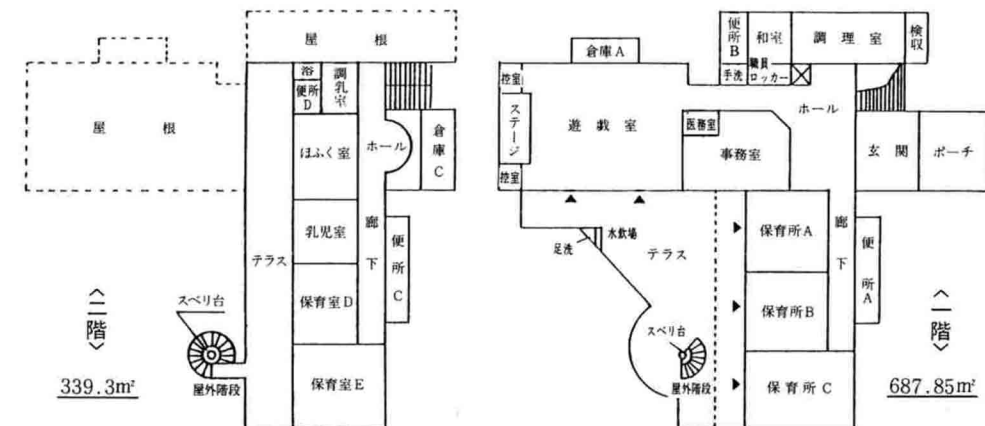 屋根
屋根
浴
便所D
調乳室
ほふく室
ホール
倉庫C
乳児室
廊下
便所C
テラス
保育室D
スベリ台
屋外階段
保育室E
〈二階〉
339.3㎡
倉庫A
便所B
和室
調理室
検収
手洗
職員ロッカー
控室
ステージ
控室
遊戯室
医務室
事務室
ホール
玄関
ポーチ
水飲場
足洗
テラス
保育所A
廊下
便所A
保育所B
スベリ台
屋外階段
保育所C
〈一階〉
687.85㎡